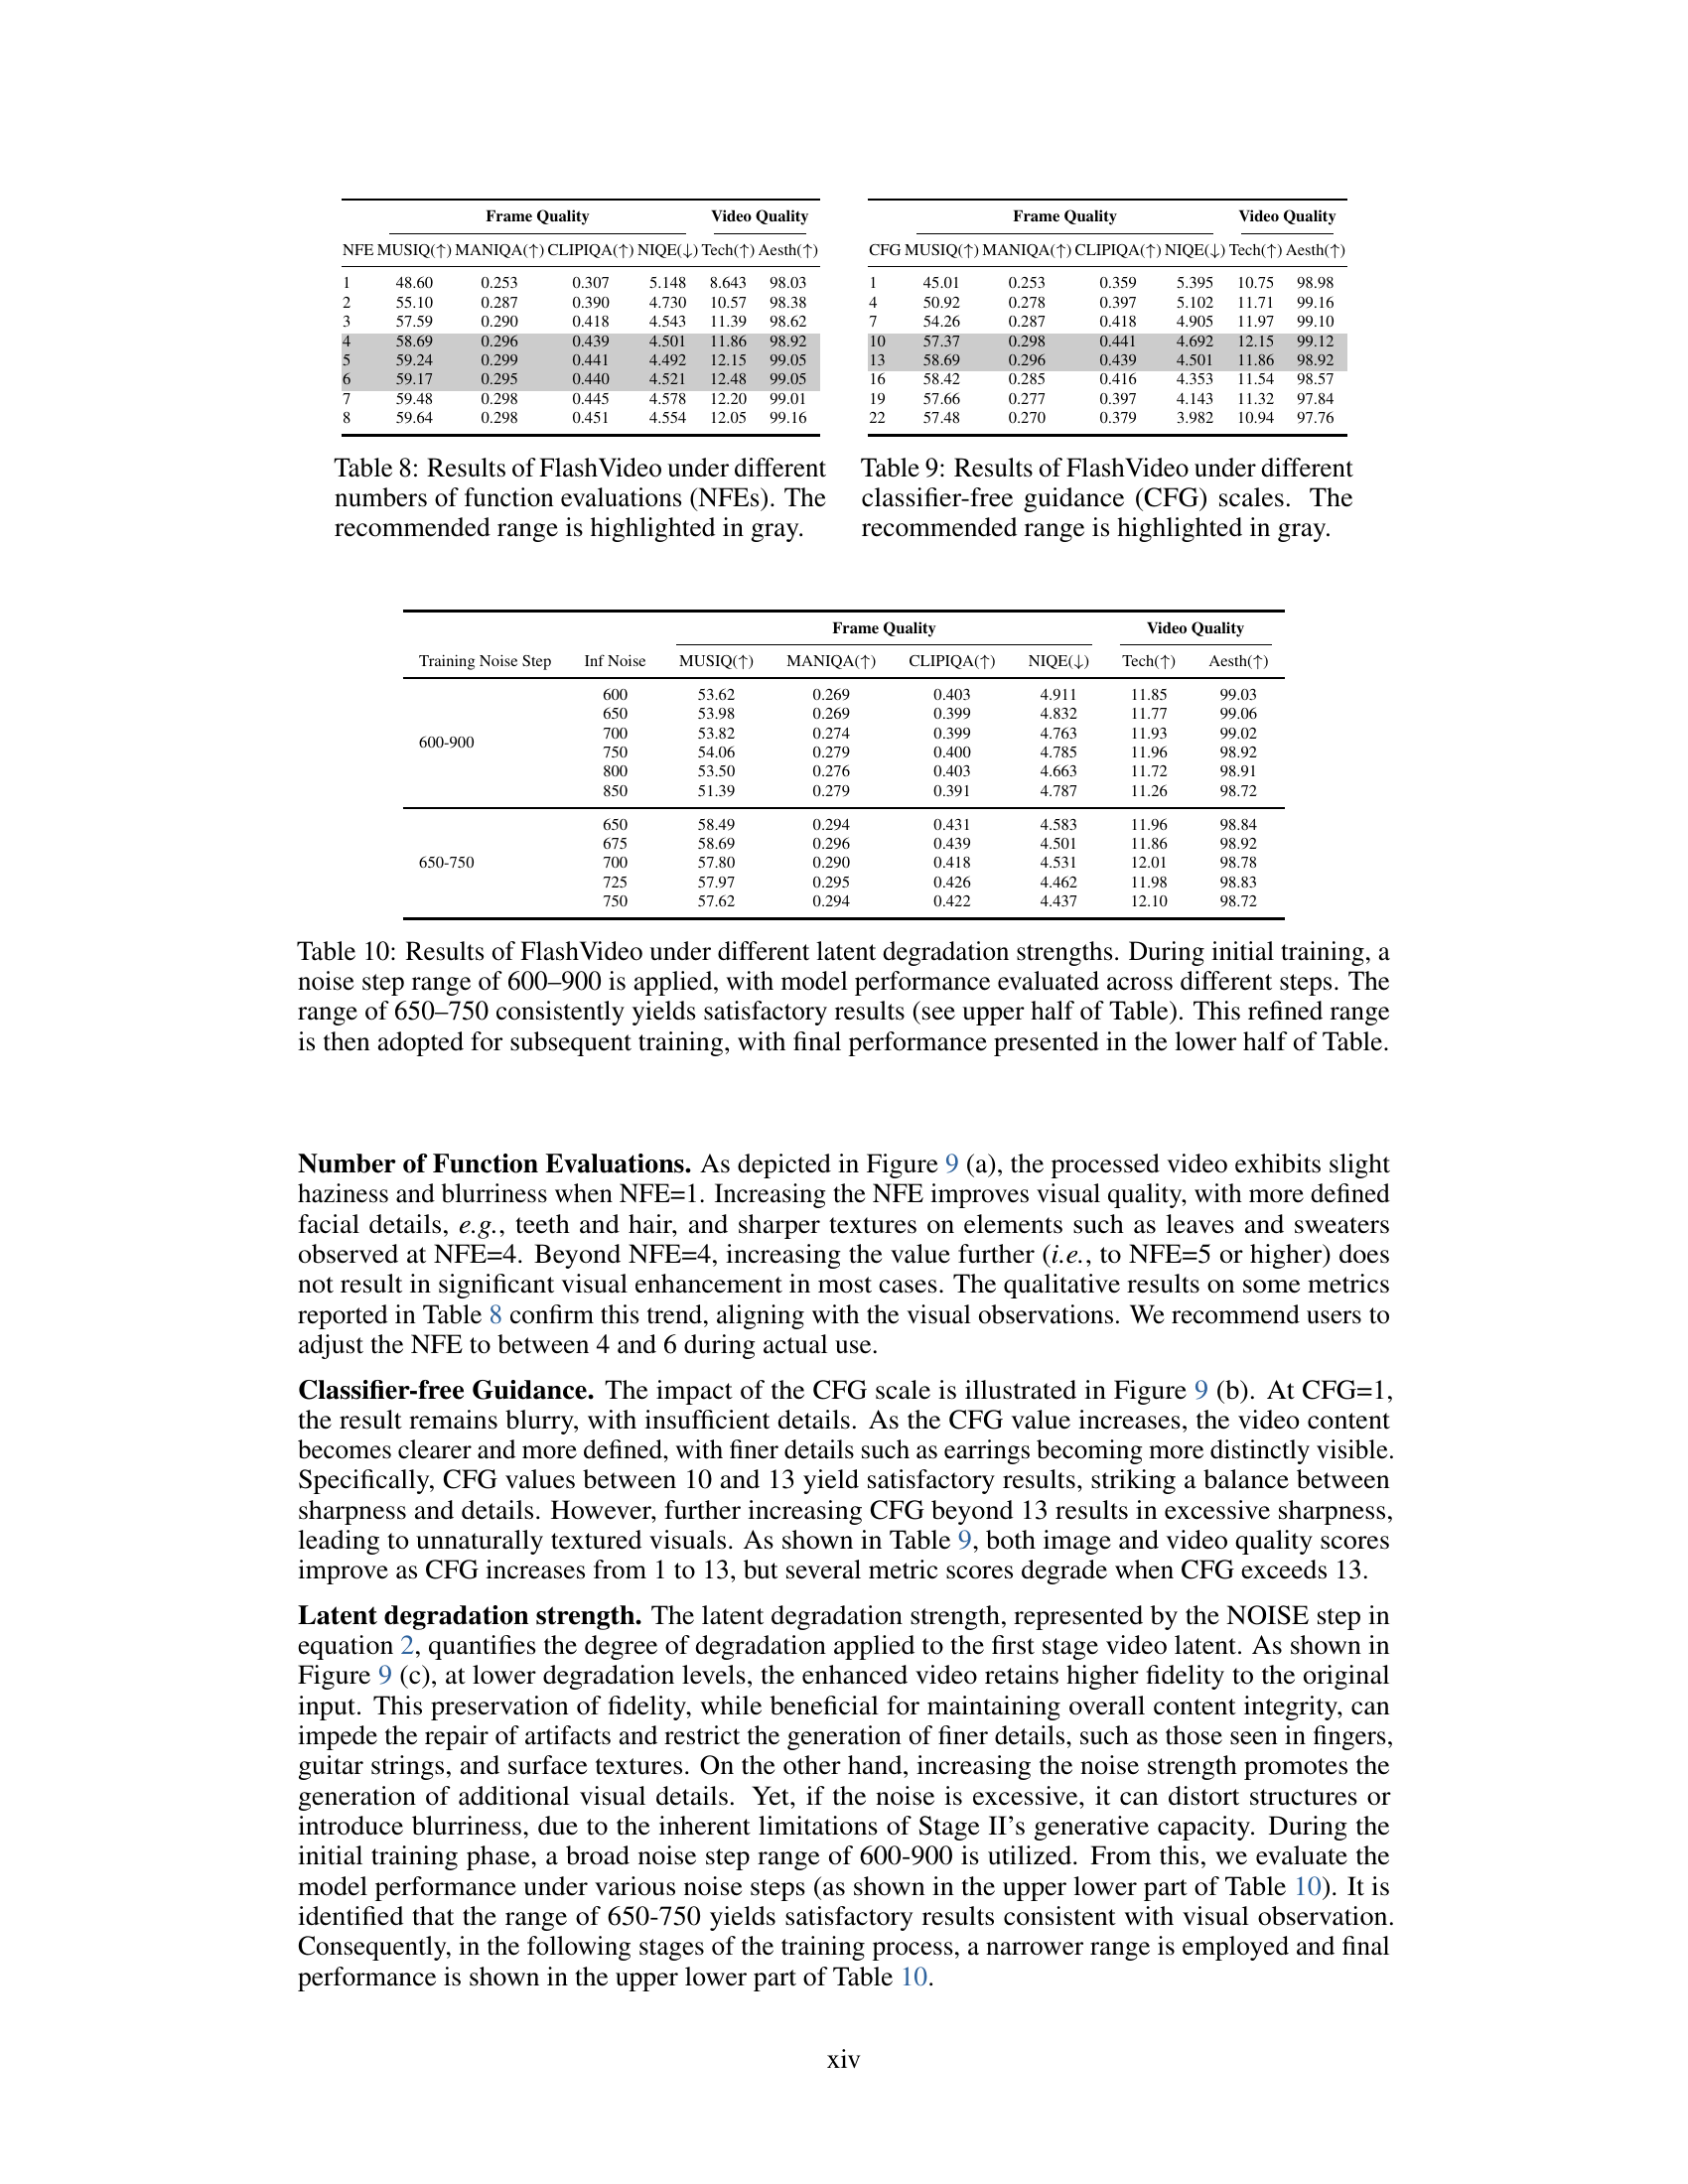 Frame Quality Video Quality
NFE MUSIQ(↑) MANIQA(↑) CLIPIQA(↑) NIQE(↓) Tech(↑) Aesth(↑)
1 48.60 0.253 0.307 5.148 8.643 98.03
2 55.10 0.287 0.390 4.730 10.57 98.38
3 57.59 0.290 0.418 4.543 11.39 98.62
4 58.69 0.296 0.439 4.501 11.86 98.92
5 59.24 0.299 0.441 4.492 12.15 99.05
6 59.17 0.295 0.440 4.521 12.48 99.05
7 59.48 0.298 0.445 4.578 12.20 99.01
8 59.64 0.298 0.451 4.554 12.05 99.16
Table 8: Results of FlashVideo under different
numbers of function evaluations (NFEs). The
recommended range is highlighted in gray.
Frame Quality Video Quality
CFG MUSIQ(↑) MANIQA(↑) CLIPIQA(↑) NIQE(↓) Tech(↑) Aesth(↑)
1 45.01 0.253 0.359 5.395 10.75 98.98
4 50.92 0.278 0.397 5.102 11.71 99.16
7 54.26 0.287 0.418 4.905 11.97 99.10
10 57.37 0.298 0.441 4.692 12.15 99.12
13 58.69 0.296 0.439 4.501 11.86 98.92
16 58.42 0.285 0.416 4.353 11.54 98.57
19 57.66 0.277 0.397 4.143 11.32 97.84
22 57.48 0.270 0.379 3.982 10.94 97.76
Table 9: Results of FlashVideo under different
classifier-free guidance (CFG) scales. The
recommended range is highlighted in gray.
Frame Quality Video Quality
Training Noise Step Inf Noise MUSIQ(↑) MANIQA(↑) CLIPIQA(↑) NIQE(↓) Tech(↑) Aesth(↑)
600-900
600 53.62 0.269 0.403 4.911 11.85 99.03
650 53.98 0.269 0.399 4.832 11.77 99.06
700 53.82 0.274 0.399 4.763 11.93 99.02
750 54.06 0.279 0.400 4.785 11.96 98.92
800 53.50 0.276 0.403 4.663 11.72 98.91
850 51.39 0.279 0.391 4.787 11.26 98.72
650-750
650 58.49 0.294 0.431 4.583 11.96 98.84
675 58.69 0.296 0.439 4.501 11.86 98.92
700 57.80 0.290 0.418 4.531 12.01 98.78
725 57.97 0.295 0.426 4.462 11.98 98.83
750 57.62 0.294 0.422 4.437 12.10 98.72
Table 10: Results of FlashVideo under different latent degradation strengths. During initial training, a
noise step range of 600–900 is applied, with model performance evaluated across different steps. The
range of 650–750 consistently yields satisfactory results (see upper half of Table). This refined range
is then adopted for subsequent training, with final performance presented in the lower half of Table.
Number of Function Evaluations. As depicted in Figure 9 (a), the processed video exhibits slight
haziness and blurriness when NFE=1. Increasing the NFE improves visual quality, with more defined
facial details, e.g., teeth and hair, and sharper textures on elements such as leaves and sweaters
observed at NFE=4. Beyond NFE=4, increasing the value further (i.e., to NFE=5 or higher) does
not result in significant visual enhancement in most cases. The qualitative results on some metrics
reported in Table 8 confirm this trend, aligning with the visual observations. We recommend users to
adjust the NFE to between 4 and 6 during actual use.
Classifier-free Guidance. The impact of the CFG scale is illustrated in Figure 9 (b). At CFG=1,
the result remains blurry, with insufficient details. As the CFG value increases, the video content
becomes clearer and more defined, with finer details such as earrings becoming more distinctly visible.
Specifically, CFG values between 10 and 13 yield satisfactory results, striking a balance between
sharpness and details. However, further increasing CFG beyond 13 results in excessive sharpness,
leading to unnaturally textured visuals. As shown in Table 9, both image and video quality scores
improve as CFG increases from 1 to 13, but several metric scores degrade when CFG exceeds 13.
Latent degradation strength. The latent degradation strength, represented by the NOISE step in
equation 2, quantifies the degree of degradation applied to the first stage video latent. As shown in
Figure 9 (c), at lower degradation levels, the enhanced video retains higher fidelity to the original
input. This preservation of fidelity, while beneficial for maintaining overall content integrity, can
impede the repair of artifacts and restrict the generation of finer details, such as those seen in fingers,
guitar strings, and surface textures. On the other hand, increasing the noise strength promotes the
generation of additional visual details. Yet, if the noise is excessive, it can distort structures or
introduce blurriness, due to the inherent limitations of Stage II's generative capacity. During the
initial training phase, a broad noise step range of 600-900 is utilized. From this, we evaluate the
model performance under various noise steps (as shown in the upper lower part of Table 10). It is
identified that the range of 650-750 yields satisfactory results consistent with visual observation.
Consequently, in the following stages of the training process, a narrower range is employed and final
performance is shown in the upper lower part of Table 10.
xiv